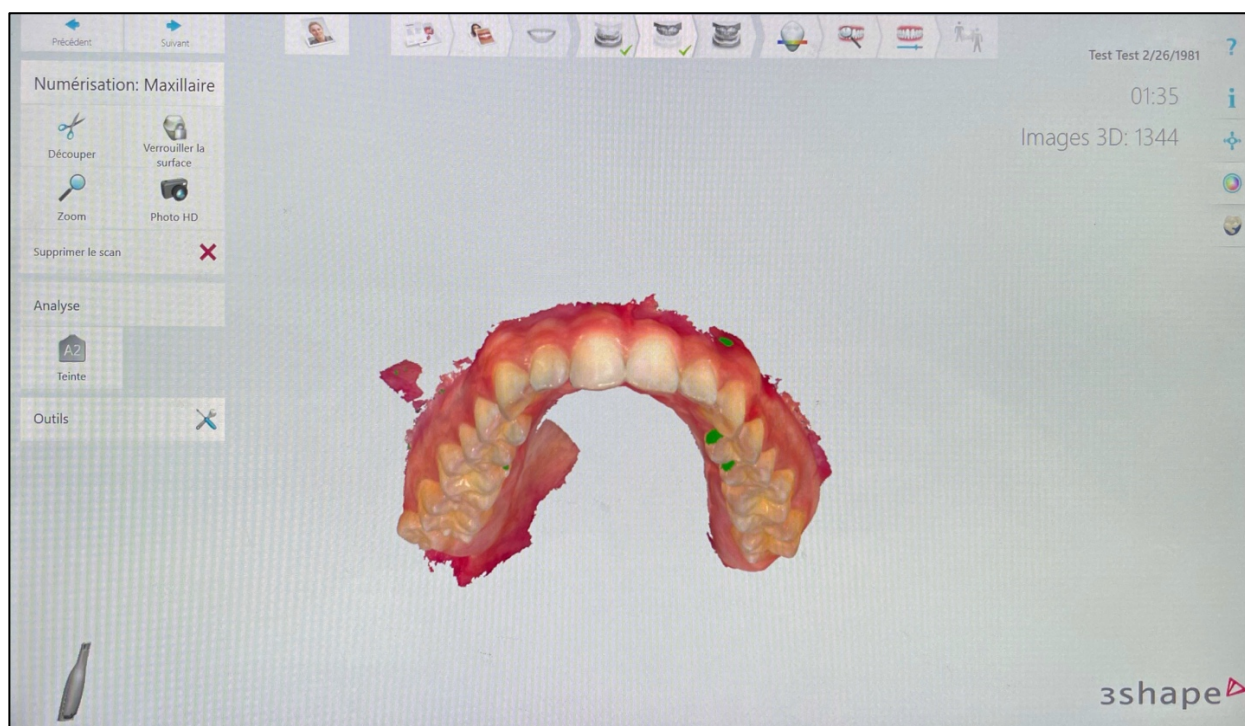 Précédent
Suivant
Test Test 2/26/1981
?
Numérisation: Maxillaire
01:35
i
Découper
Verrouiller la
surface
Images 3D: 1344
Zoom
Photo HD
Supprimer le scan
Analyse
A2
Teinte
Outils
3shape